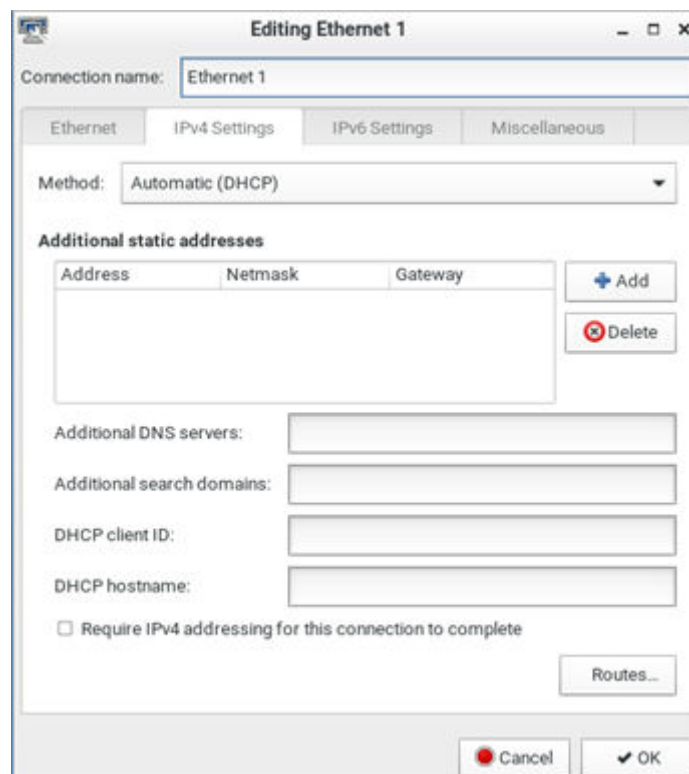 Editing Ethernet 1
Connection name: Ethernet 1
Ethernet IPv4 Settings IPv6 Settings Miscellaneous
Method: Automatic (DHCP)
Additional static addresses
Address Netmask Gateway
Add
Delete
Additional DNS servers:
Additional search domains:
DHCP client ID:
DHCP hostname:
Require IPv4 addressing for this connection to complete
Routes...
Cancel OK